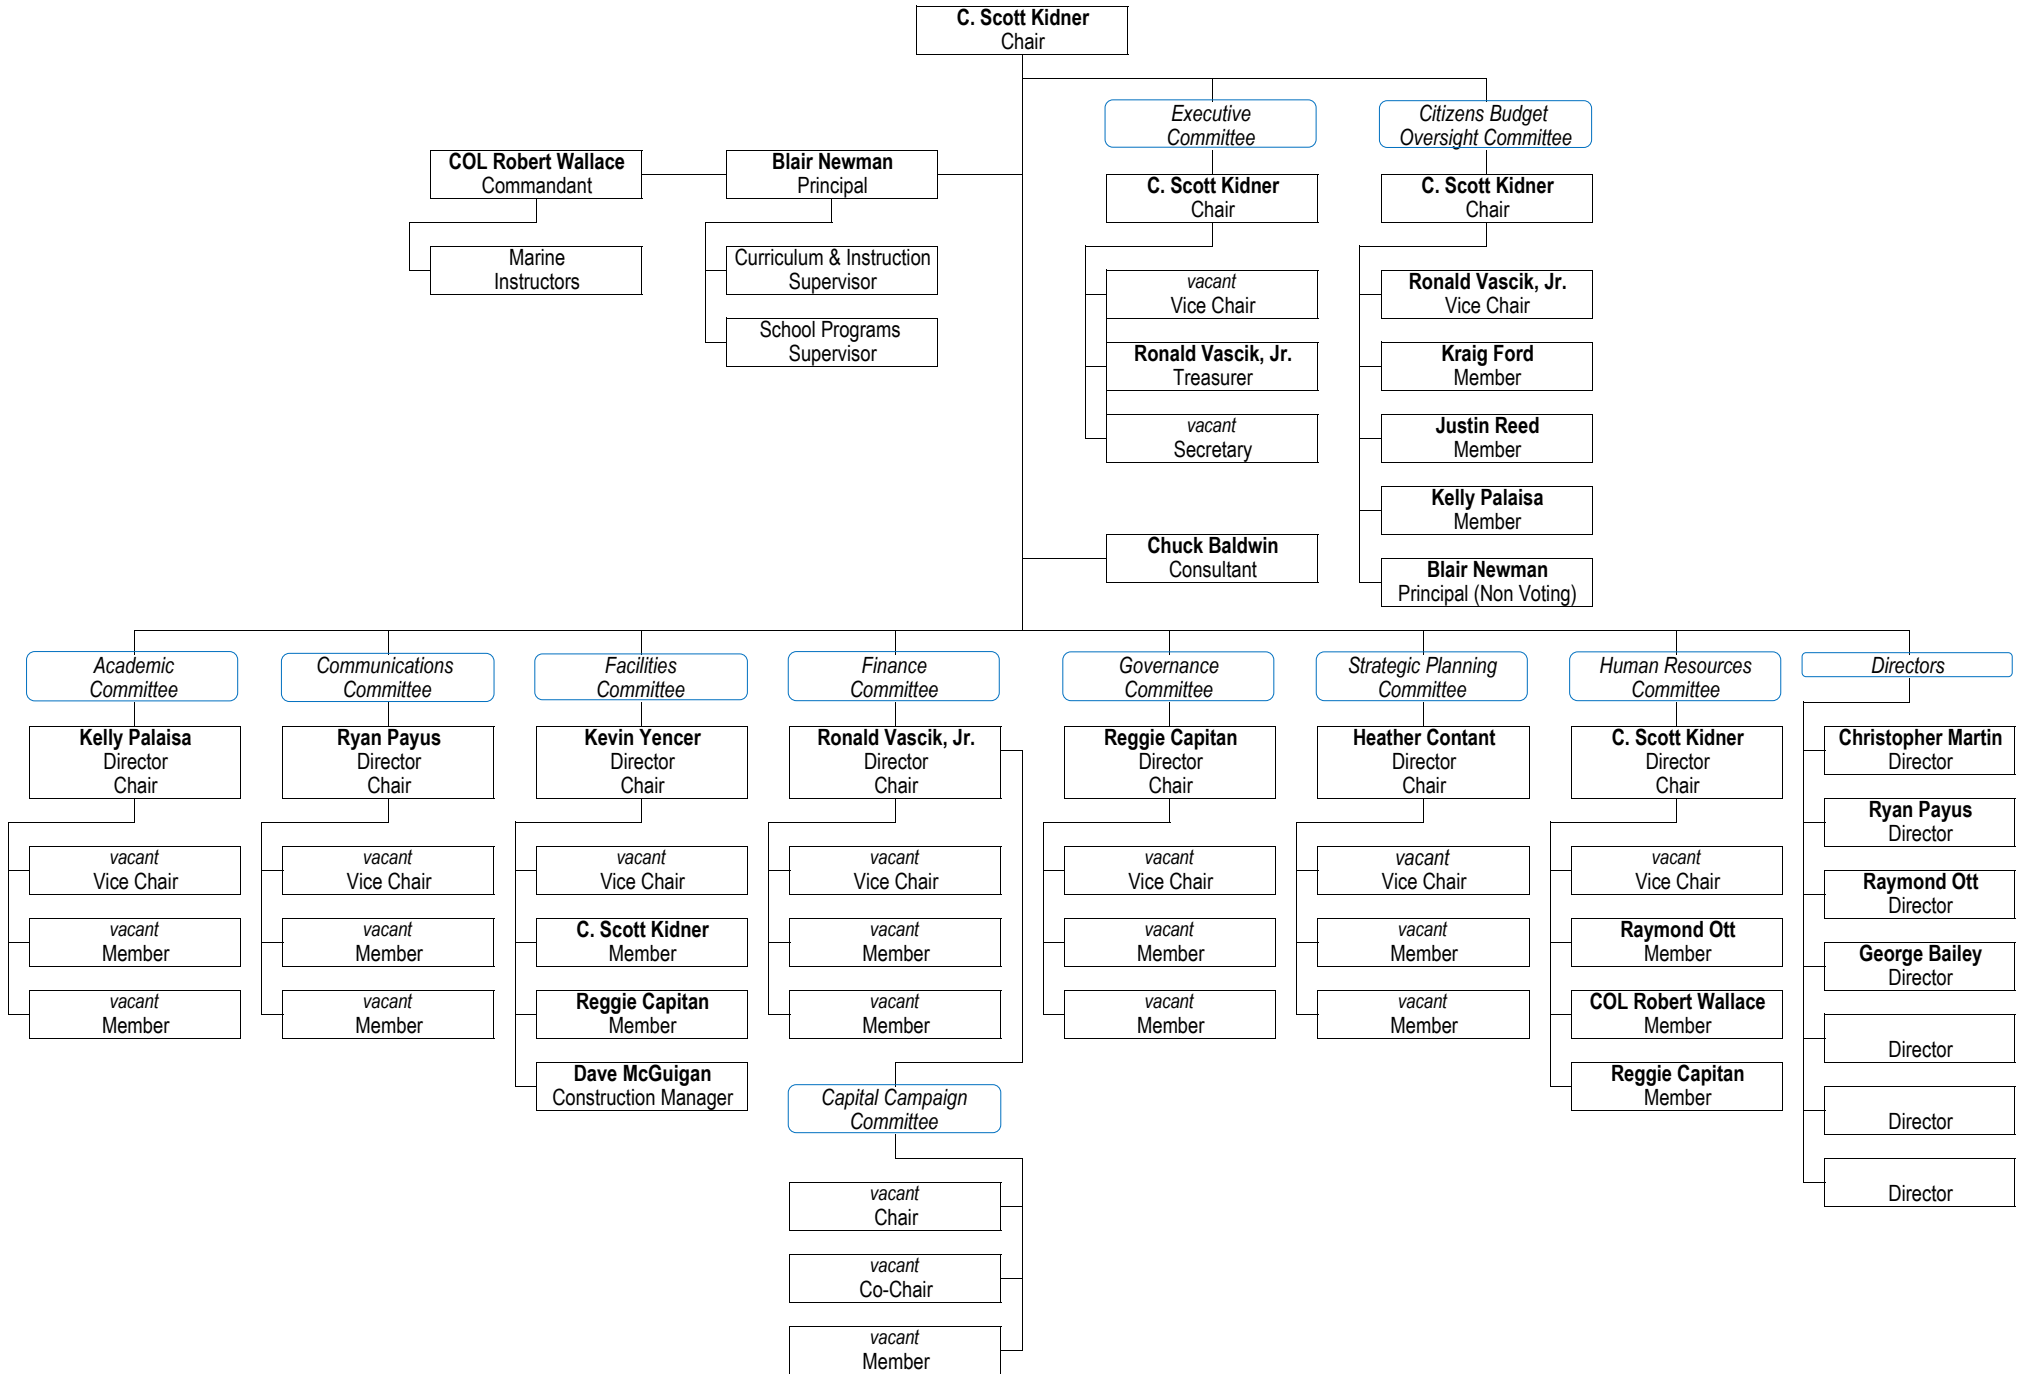 C. Scott Kidner
Chair
Executive
Committee
Citizens Budget
Oversight Committee
COL Robert Wallace
Commandant
Blair Newman
Principal
C. Scott Kidner
Chair
C. Scott Kidner
Chair
Marine
Instructors
Curriculum & Instruction
Supervisor
School Programs
Supervisor
vacant
Vice Chair
Ronald Vascik, Jr.
Treasurer
vacant
Secretary
Ronald Vascik, Jr.
Vice Chair
Kraig Ford
Member
Justin Reed
Member
Kelly Palaisa
Member
Blair Newman
Principal (Non Voting)
Chuck Baldwin
Consultant
Academic
Committee
Kelly Palaisa
Director
Chair
vacant
Vice Chair
vacant
Member
vacant
Member
Communications
Committee
Ryan Payus
Director
Chair
vacant
Vice Chair
vacant
Member
vacant
Member
Facilities
Committee
Kevin Yencer
Director
Chair
vacant
Vice Chair
C. Scott Kidner
Member
Reggie Capitan
Member
Dave McGuigan
Construction Manager
Finance
Committee
Ronald Vascik, Jr.
Director
Chair
vacant
Vice Chair
vacant
Member
vacant
Member
Capital Campaign
Committee
vacant
Chair
vacant
Co-Chair
vacant
Member
Governance
Committee
Reggie Capitan
Director
Chair
vacant
Vice Chair
vacant
Member
vacant
Member
Strategic Planning
Committee
Heather Contant
Director
Chair
vacant
Vice Chair
vacant
Member
vacant
Member
Human Resources
Committee
C. Scott Kidner
Director
Chair
vacant
Vice Chair
Raymond Ott
Member
COL Robert Wallace
Member
Reggie Capitan
Member
Directors
Christopher Martin
Director
Ryan Payus
Director
Raymond Ott
Director
George Bailey
Director
Director
Director
Director